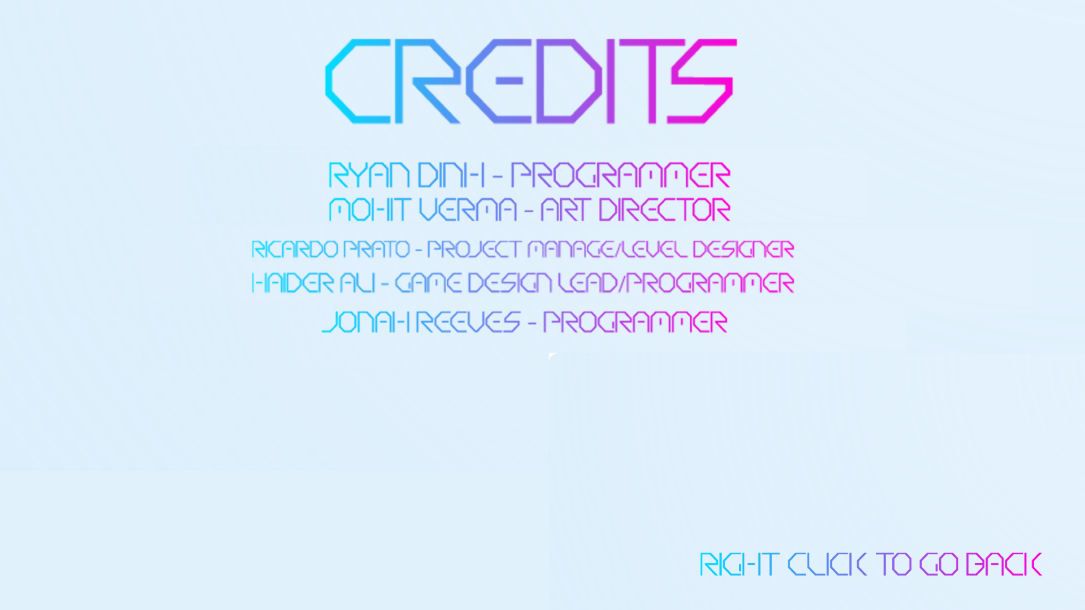 CREDITS
RYAN DINH - PROGRAMMER
MOHIT VERMA - ART DIRECTOR
RICARDO PRATO - PROJECT MANAGE/LEVEL DESIGNER
HAIDER ALI - GAME DESIGN LEAD/PROGRAMMER
JONAH REEVES - PROGRAMMER
RIGHT CLICK TO GO BACK